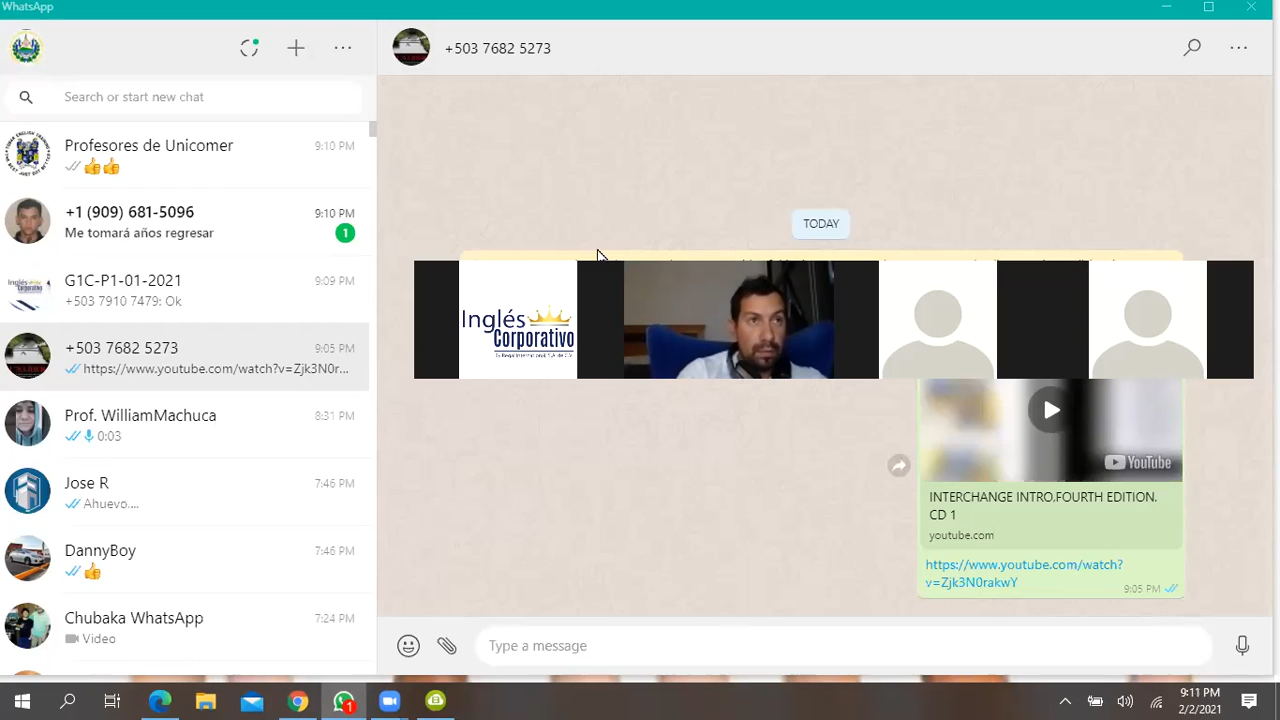 WhatsApp
+503 7682 5273
Search or start new chat
Profesores de Unicomer
9:10 PM
👍👍
+1 (909) 681-5096
9:10 PM
Me tomará años regresar
1
G1C-P1-01-2021
9:09 PM
+503 7910 7479: Ok
+503 7682 5273
9:05 PM
https://www.youtube.com/watch?v=Zjk3N0r...
Prof. WilliamMachuca
8:31 PM
0:03
Jose R
7:46 PM
Ahuevo....
DannyBoy
7:46 PM
👍
Chubaka WhatsApp
7:24 PM
Video
TODAY
Inglés
Corporativo
by Regal International, S.A. de C.V.
YouTube
INTERCHANGE INTRO,FOURTH EDITION.
CD 1
youtube.com
https://www.youtube.com/watch?
v=Zjk3N0rakwY
9:05 PM
Type a message
1
9:11 PM
2/2/2021